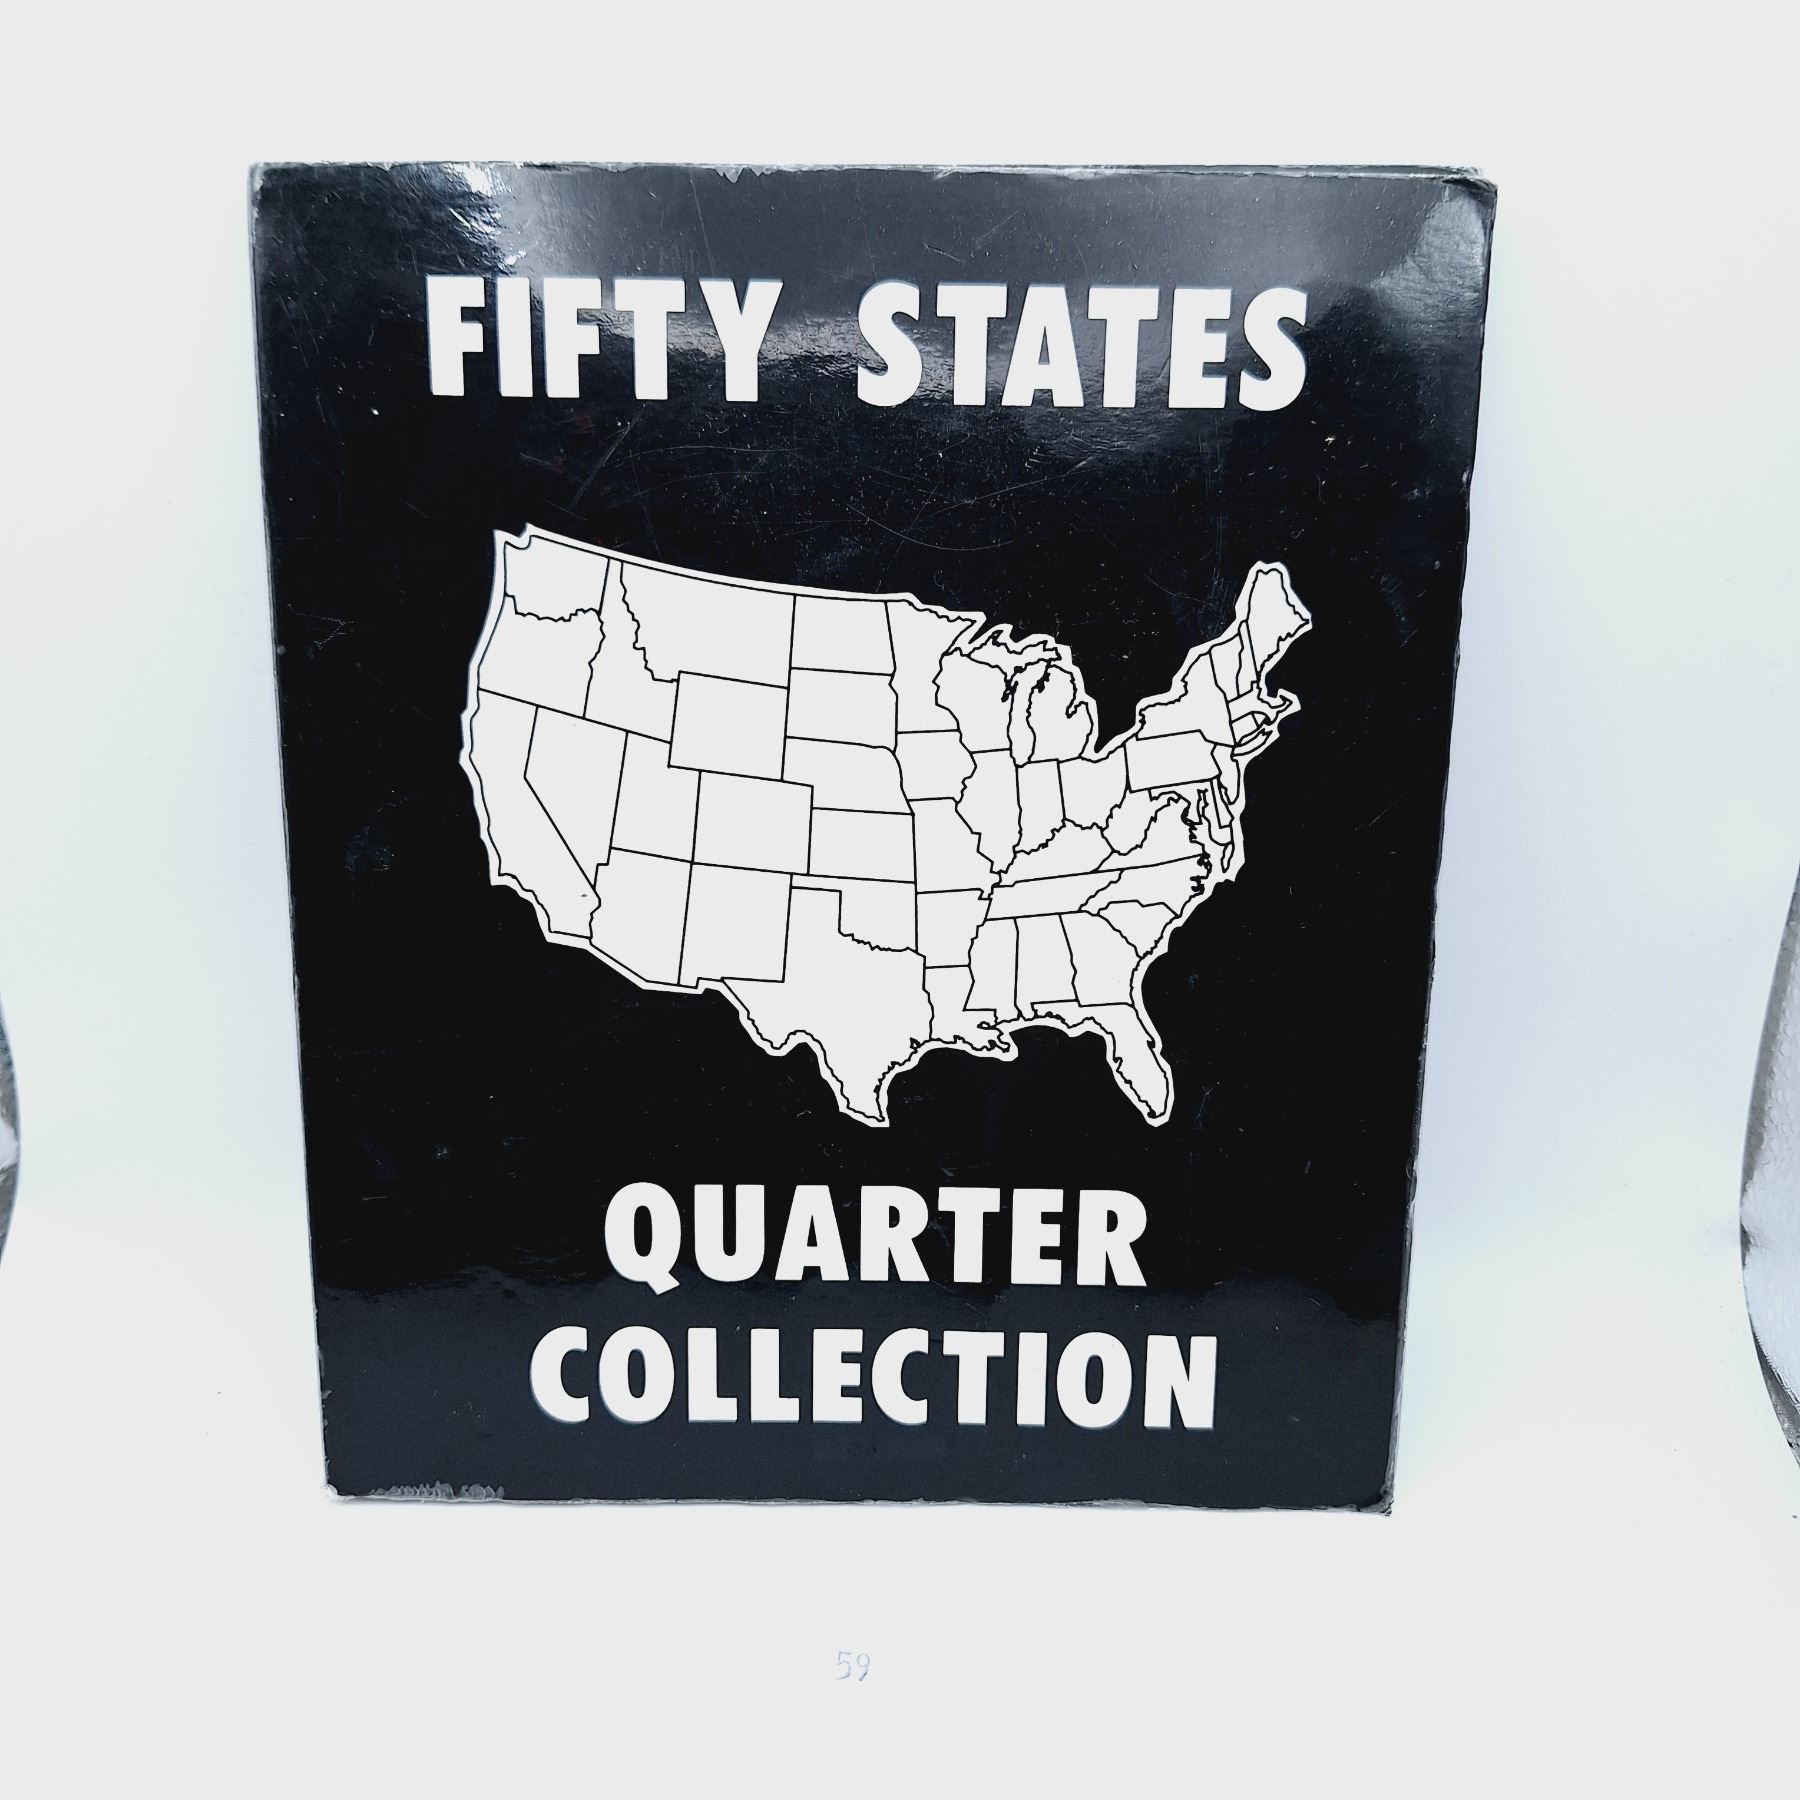 FIFTY STATES
QUARTER
COLLECTION
59